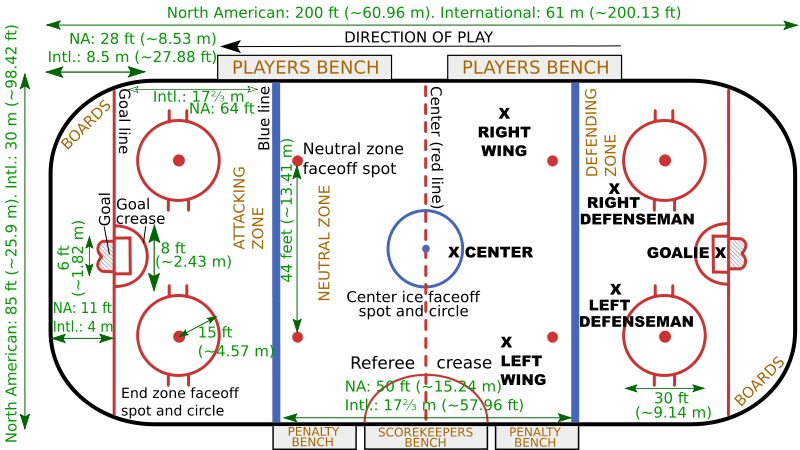 North American: 200 ft (~60.96 m). International: 61 m (~200.13 ft)
North American: 85 ft (~25.9 m). Intl.: 30 m (~98.42 ft)
NA: 28 ft (~8.53 m)
Intl.: 8.5 m (~27.88 ft)
DIRECTION OF PLAY
PLAYERS BENCH
PLAYERS BENCH
BOARDS
Goal line
Intl.: 17⅔ m
NA: 64 ft
Blue line
Neutral zone
faceoff spot
Center (red line)
X
RIGHT
WING
DEFENDING
ZONE
X
RIGHT
DEFENSEMAN
Goal
Goal
crease
ATTACKING
ZONE
44 feet (~13.41 m)
NEUTRAL ZONE
6 ft
(~1.82 m)
8 ft
(~2.43 m)
X CENTER
GOALIE X
Center ice faceoff
spot and circle
X
LEFT
DEFENSEMAN
NA: 11 ft
Intl.: 4 m
15 ft
(~4.57 m)
X
LEFT
WING
Referee crease
NA: 50 ft (~15.24 m)
Intl.: 17⅔ m (~57.96 ft)
End zone faceoff
spot and circle
30 ft
(~9.14 m)
BOARDS
PENALTY
BENCH
SCOREKEEPERS
BENCH
PENALTY
BENCH